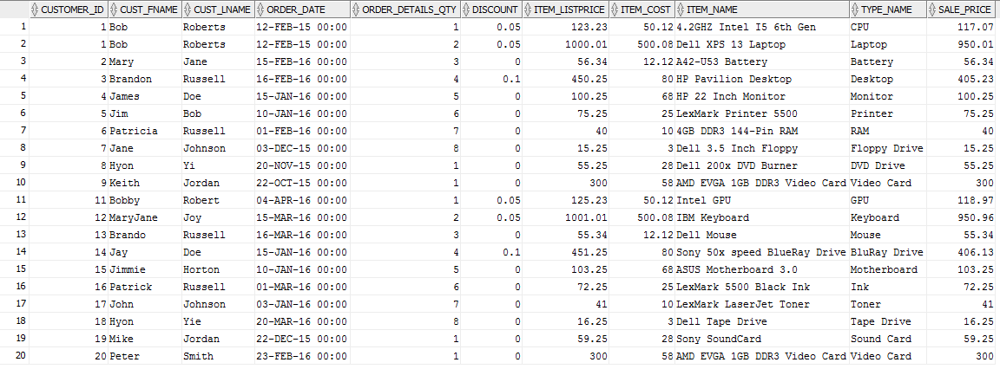 CUSTOMER_ID CUST_FNAME CUST_LNAME ORDER_DATE ORDER_DETAILS_QTY DISCOUNT ITEM_LISTPRICE ITEM_COST ITEM_NAME TYPE_NAME SALE_PRICE
1 1 Bob Roberts 12-FEB-15 00:00 1 0.05 123.23 50.12 4.2GHZ Intel I5 6th Gen CPU 117.07
2 1 Bob Roberts 12-FEB-15 00:00 2 0.05 1000.01 500.08 Dell XPS 13 Laptop Laptop 950.01
3 2 Mary Jane 15-FEB-16 00:00 3 0 56.34 12.12 A42-U53 Battery Battery 56.34
4 3 Brandon Russell 16-FEB-16 00:00 4 0.1 450.25 80 HP Pavilion Desktop Desktop 405.23
5 4 James Doe 15-JAN-16 00:00 5 0 100.25 68 HP 22 Inch Monitor Monitor 100.25
6 5 Jim Bob 10-JAN-16 00:00 6 0 75.25 25 LexMark Printer 5500 Printer 75.25
7 6 Patricia Russell 01-FEB-16 00:00 7 0 40 10 4GB DDR3 144-Pin RAM RAM 40
8 7 Jane Johnson 03-DEC-15 00:00 8 0 15.25 3 Dell 3.5 Inch Floppy Floppy Drive 15.25
9 8 Hyon Yi 20-NOV-15 00:00 1 0 55.25 28 Dell 200x DVD Burner DVD Drive 55.25
10 9 Keith Jordan 22-OCT-15 00:00 1 0 300 58 AMD EVGA 1GB DDR3 Video Card Video Card 300
11 11 Bobby Robert 04-APR-16 00:00 1 0.05 125.23 50.12 Intel GPU GPU 118.97
12 12 MaryJane Joy 15-MAR-16 00:00 2 0.05 1001.01 500.08 IBM Keyboard Keyboard 950.96
13 13 Brando Russell 16-MAR-16 00:00 3 0 55.34 12.12 Dell Mouse Mouse 55.34
14 14 Jay Doe 15-JAN-16 00:00 4 0.1 451.25 80 Sony 50x speed BlueRay Drive BluRay Drive 406.13
15 15 Jimmie Horton 10-JAN-16 00:00 5 0 103.25 68 ASUS Motherboard 3.0 Motherboard 103.25
16 16 Patrick Russell 01-MAR-16 00:00 6 0 72.25 25 LexMark 5500 Black Ink Ink 72.25
17 17 John Johnson 03-JAN-16 00:00 7 0 41 10 LexMark LaserJet Toner Toner 41
18 18 Hyon Yie 20-MAR-16 00:00 8 0 16.25 3 Dell Tape Drive Tape Drive 16.25
19 19 Mike Jordan 22-DEC-15 00:00 1 0 59.25 28 Sony SoundCard Sound Card 59.25
20 20 Peter Smith 23-FEB-16 00:00 1 0 300 58 AMD EVGA 1GB DDR3 Video Card Video Card 300